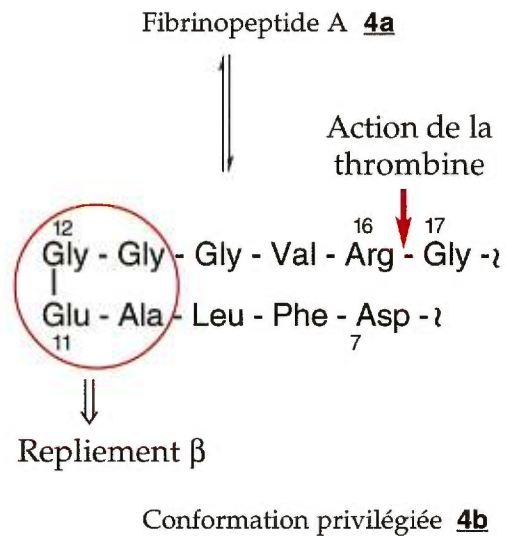 Fibrinopeptide A 4a
Action de la
thrombine
12 16 17
Gly - Gly - Gly - Val - Arg - Gly -≀
Glu - Ala - Leu - Phe - Asp -≀
11 7
Repliement β
Conformation privilégiée 4b